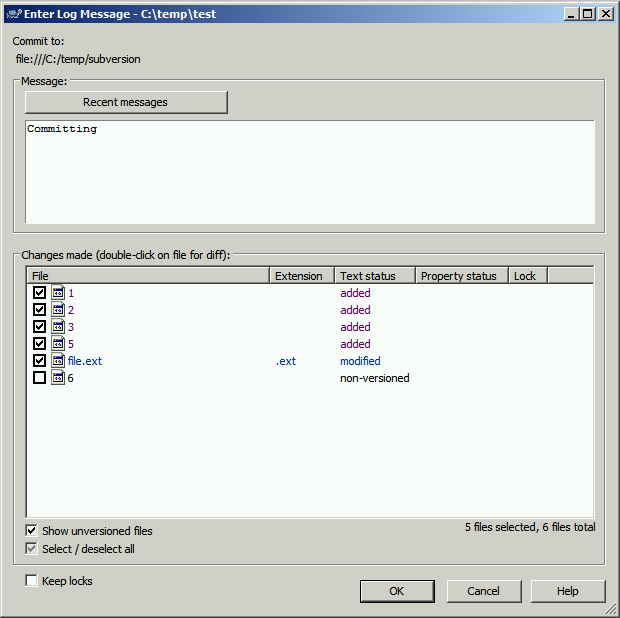 Enter Log Message - C:\temp\test
Commit to:
file:///C:/temp/subversion
Message:
Recent messages
Committing
Changes made (double-click on file for diff):
File Extension Text status Property status Lock
1 added
2 added
3 added
5 added
file.ext .ext modified
6 non-versioned
Show unversioned files
5 files selected, 6 files total
Select / deselect all
Keep locks
OK Cancel Help